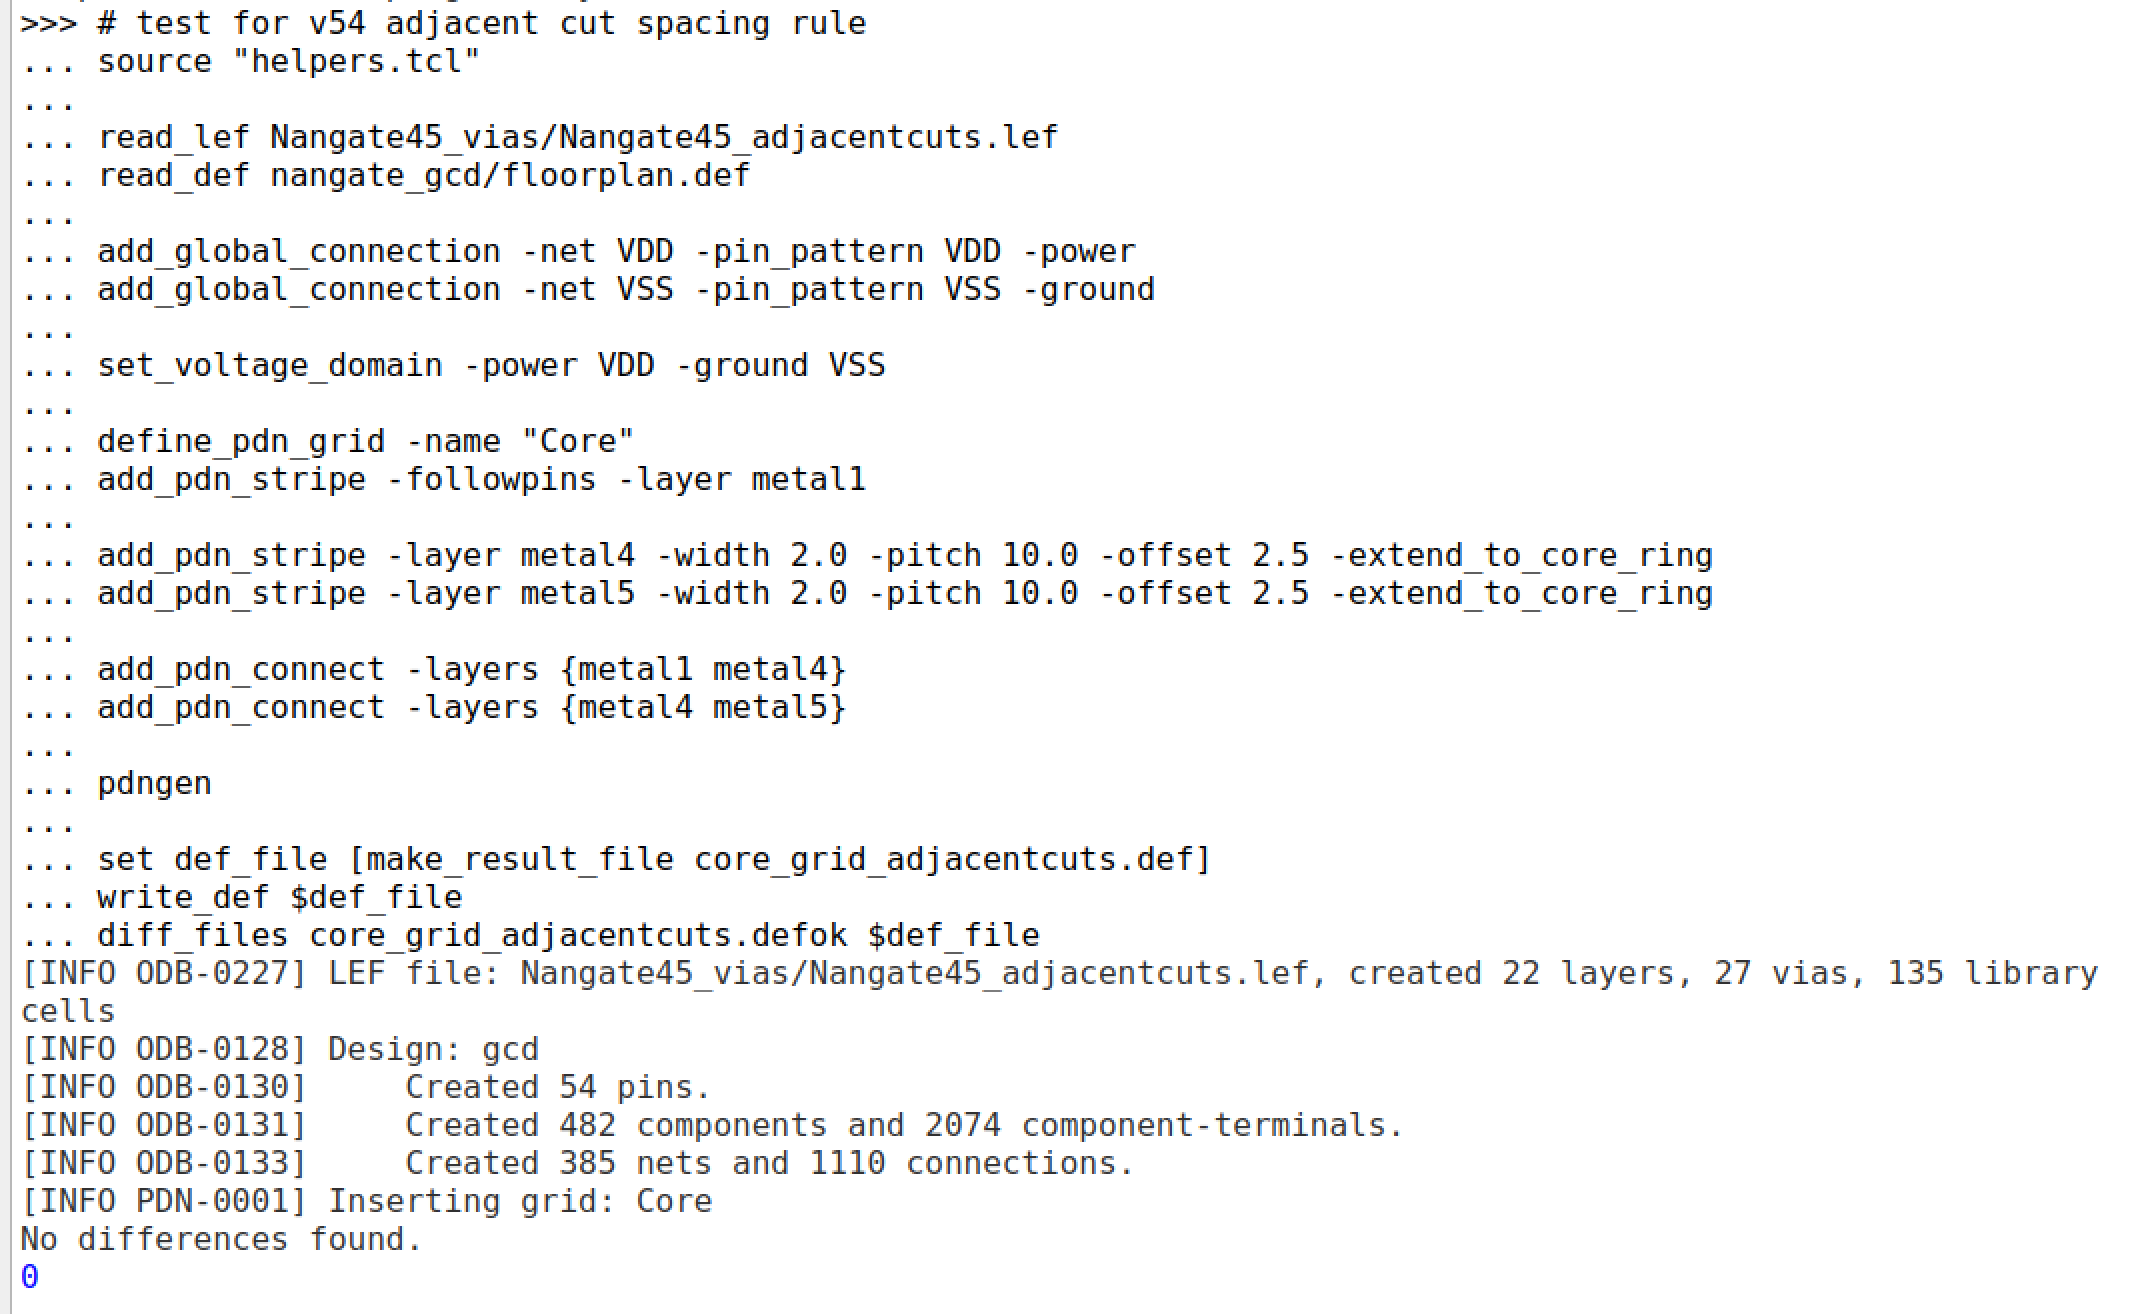 >>> # test for v54 adjacent cut spacing rule
... source "helpers.tcl"
...
... read_lef Nangate45_vias/Nangate45_adjacentcuts.lef
... read_def nangate_gcd/floorplan.def
...
... add_global_connection -net VDD -pin_pattern VDD -power
... add_global_connection -net VSS -pin_pattern VSS -ground
...
... set_voltage_domain -power VDD -ground VSS
...
... define_pdn_grid -name "Core"
... add_pdn_stripe -followpins -layer metal1
...
... add_pdn_stripe -layer metal4 -width 2.0 -pitch 10.0 -offset 2.5 -extend_to_core_ring
... add_pdn_stripe -layer metal5 -width 2.0 -pitch 10.0 -offset 2.5 -extend_to_core_ring
...
... add_pdn_connect -layers {metal1 metal4}
... add_pdn_connect -layers {metal4 metal5}
...
... pdngen
...
... set def_file [make_result_file core_grid_adjacentcuts.def]
... write_def $def_file
... diff_files core_grid_adjacentcuts.defok $def_file
[INFO ODB-0227] LEF file: Nangate45_vias/Nangate45_adjacentcuts.lef, created 22 layers, 27 vias, 135 library
cells
[INFO ODB-0128] Design: gcd
[INFO ODB-0130]     Created 54 pins.
[INFO ODB-0131]     Created 482 components and 2074 component-terminals.
[INFO ODB-0133]     Created 385 nets and 1110 connections.
[INFO PDN-0001] Inserting grid: Core
No differences found.
0